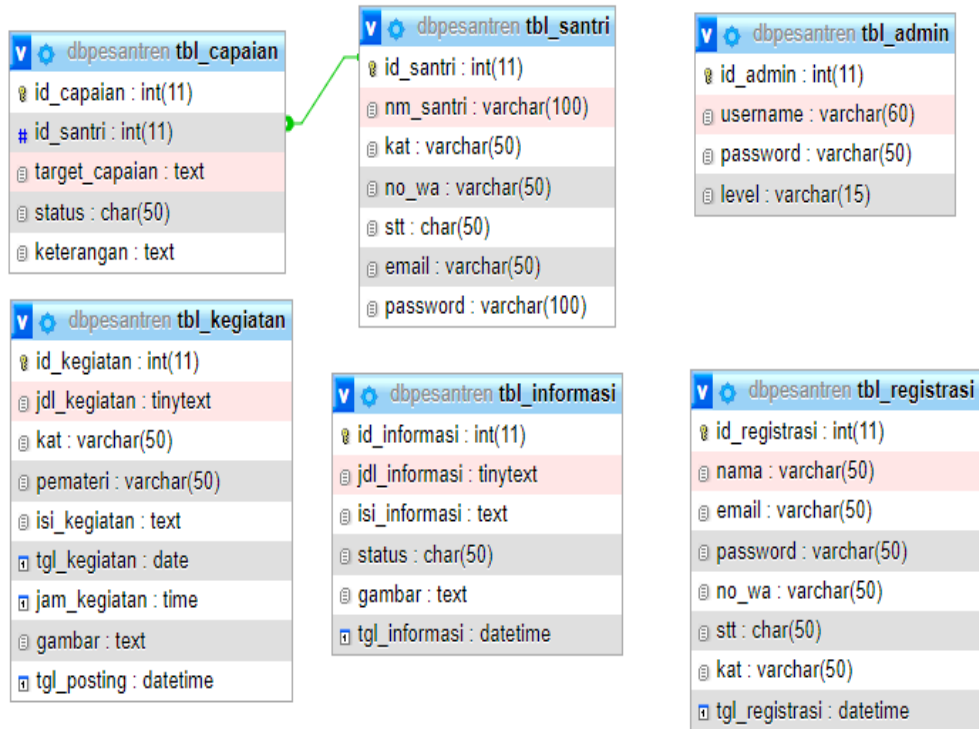 dbpesantren tbl_capaian
id_capaian : int(11)
# id_santri : int(11)
target_capaian : text
status : char(50)
keterangan : text
dbpesantren tbl_santri
id_santri : int(11)
nm_santri : varchar(100)
kat : varchar(50)
no_wa : varchar(50)
stt : char(50)
email : varchar(50)
password : varchar(100)
dbpesantren tbl_admin
id_admin : int(11)
username : varchar(60)
password : varchar(50)
level : varchar(15)
dbpesantren tbl_kegiatan
id_kegiatan : int(11)
jdl_kegiatan : tinytext
kat : varchar(50)
pemateri : varchar(50)
isi_kegiatan : text
tgl_kegiatan : date
jam_kegiatan : time
gambar : text
tgl_posting : datetime
dbpesantren tbl_informasi
id_informasi : int(11)
jdl_informasi : tinytext
isi_informasi : text
status : char(50)
gambar : text
tgl_informasi : datetime
dbpesantren tbl_registrasi
id_registrasi : int(11)
nama : varchar(50)
email : varchar(50)
password : varchar(50)
no_wa : varchar(50)
stt : char(50)
kat : varchar(50)
tgl_registrasi : datetime